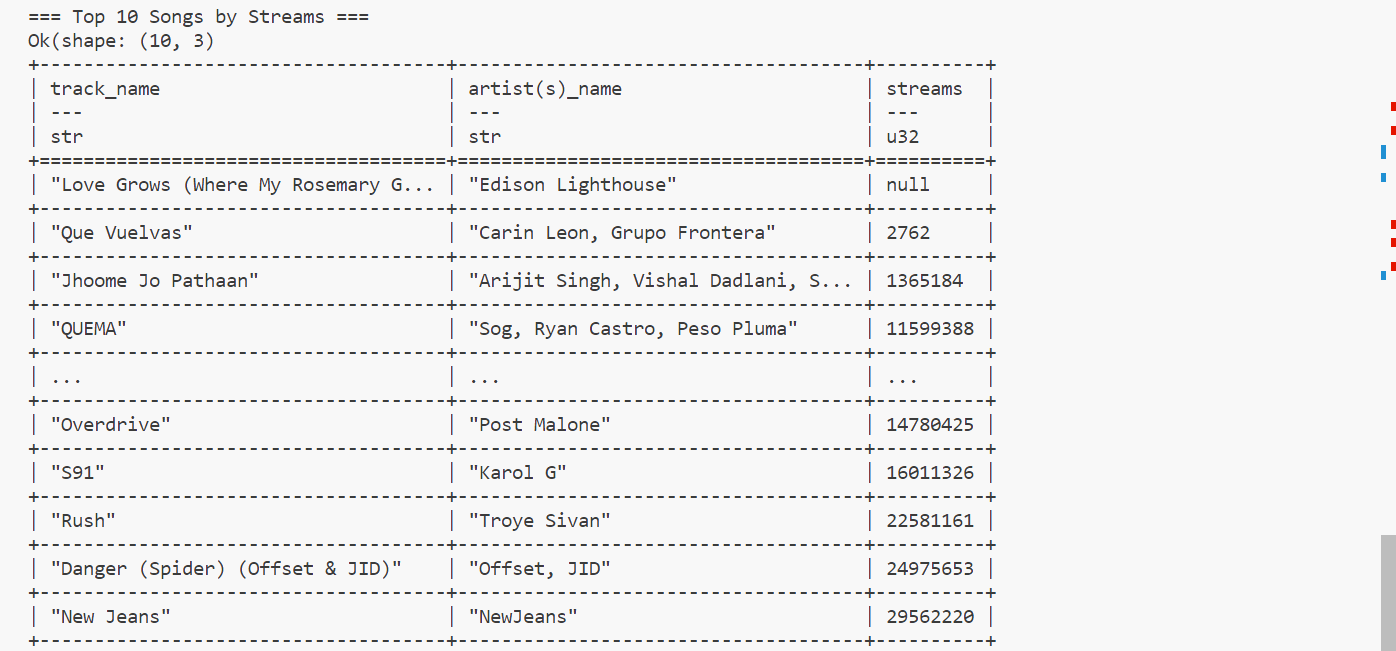 === Top 10 Songs by Streams ===
Ok(shape: (10, 3)
+-------------------------------------+-------------------------------------+----------+
| track_name | artist(s)_name | streams |
| --- | --- | --- |
| str | str | u32 |
+=====================================+=====================================+==========+
| "Love Grows (Where My Rosemary G... | "Edison Lighthouse" | null |
+-------------------------------------+-------------------------------------+----------+
| "Que Vuelvas" | "Carin Leon, Grupo Frontera" | 2762 |
+-------------------------------------+-------------------------------------+----------+
| "Jhoome Jo Pathaan" | "Arijit Singh, Vishal Dadlani, S... | 1365184 |
+-------------------------------------+-------------------------------------+----------+
| "QUEMA" | "Sog, Ryan Castro, Peso Pluma" | 11599388 |
+-------------------------------------+-------------------------------------+----------+
| ... | ... | ... |
+-------------------------------------+-------------------------------------+----------+
| "Overdrive" | "Post Malone" | 14780425 |
+-------------------------------------+-------------------------------------+----------+
| "S91" | "Karol G" | 16011326 |
+-------------------------------------+-------------------------------------+----------+
| "Rush" | "Troye Sivan" | 22581161 |
+-------------------------------------+-------------------------------------+----------+
| "Danger (Spider) (Offset & JID)" | "Offset, JID" | 24975653 |
+-------------------------------------+-------------------------------------+----------+
| "New Jeans" | "NewJeans" | 29562220 |
+-------------------------------------+-------------------------------------+----------+